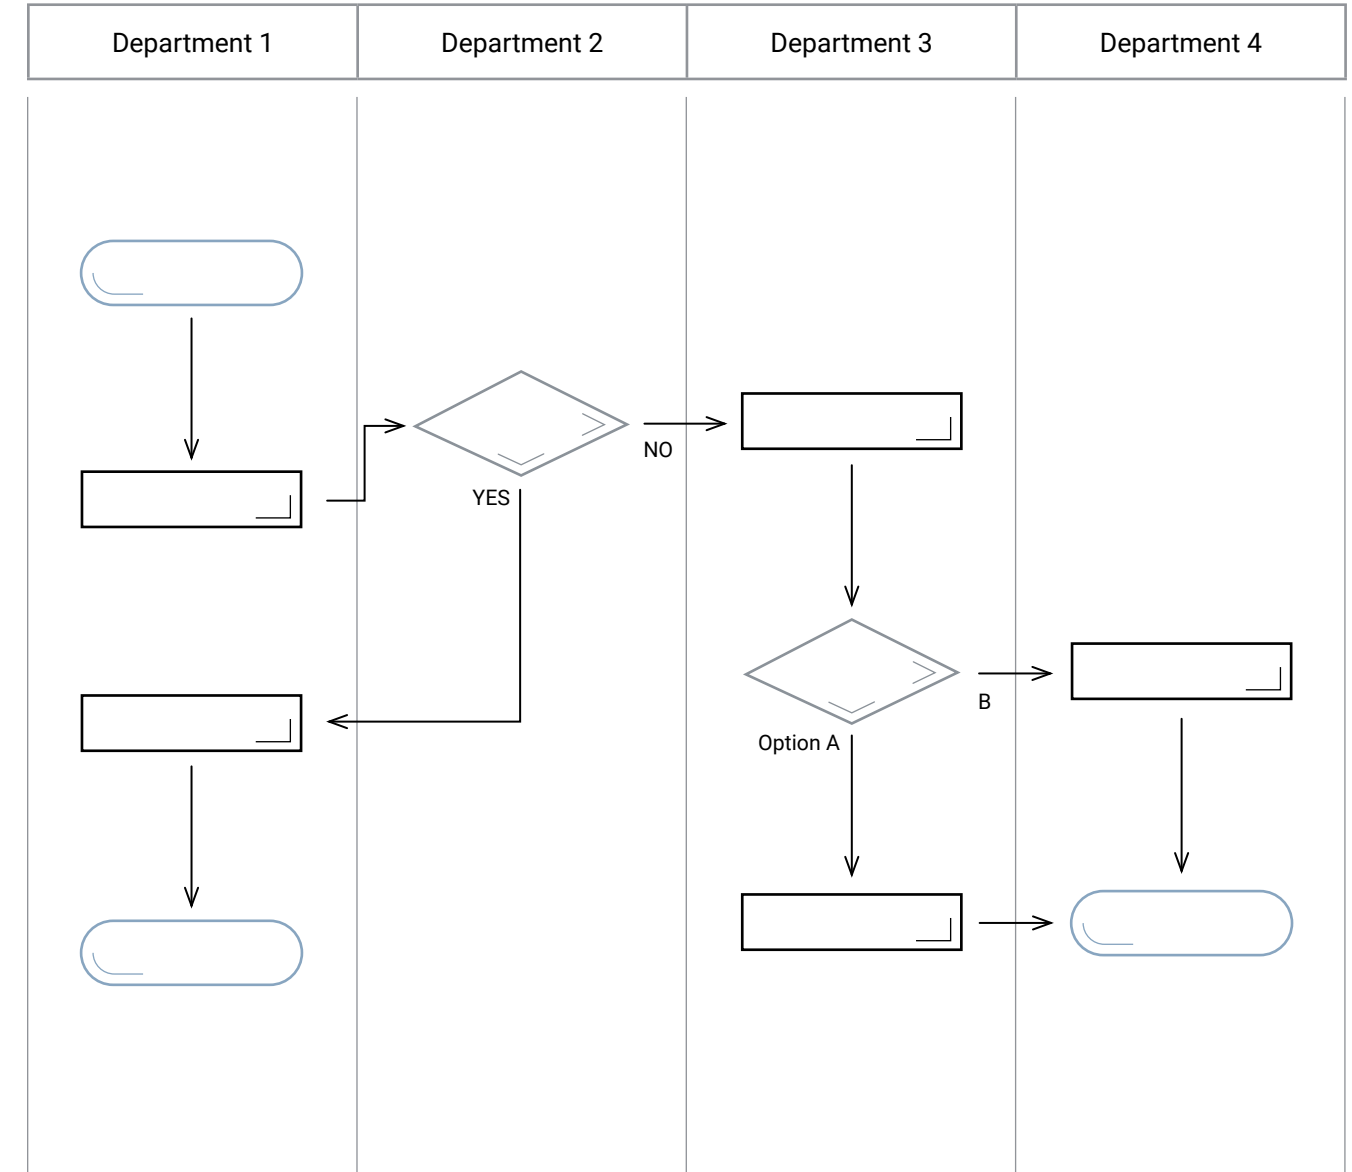 Department 1
Department 2
Department 3
Department 4
NO
YES
B
Option A